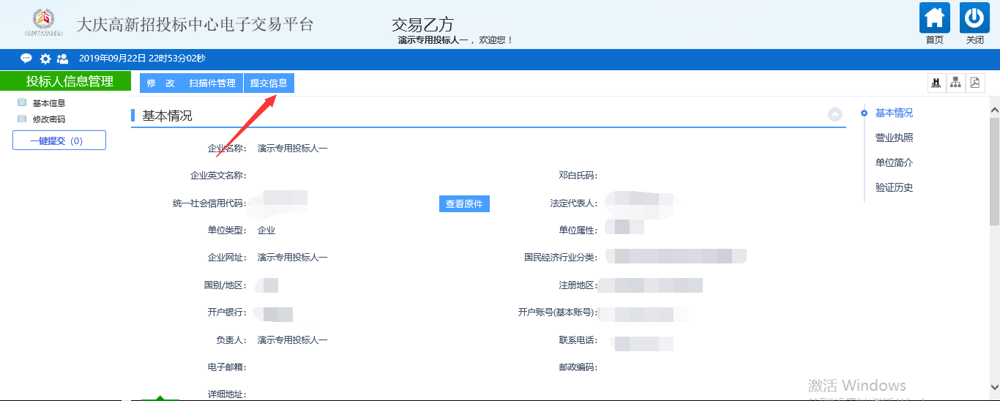 大庆高新招投标中心电子交易平台
交易乙方
演示专用投标人一 ，欢迎您！
首页
关闭
2019年09月22日 22时53分02秒
投标人信息管理
基本信息
修改密码
一键提交（0）
修 改
扫描件管理
提交信息
基本情况
企业名称： 演示专用投标人一
企业英文名称：
邓白氏码：
统一社会信用代码：
查看原件
法定代表人：
单位类型： 企业
单位属性：
企业网址： 演示专用投标人一
国民经济行业分类：
国别/地区：
注册地区：
开户银行：
开户账号(基本账号)：
负责人： 演示专用投标人一
联系电话：
电子邮箱：
邮政编码：
详细地址：
基本情况
营业执照
单位简介
验证历史
激活 Windows